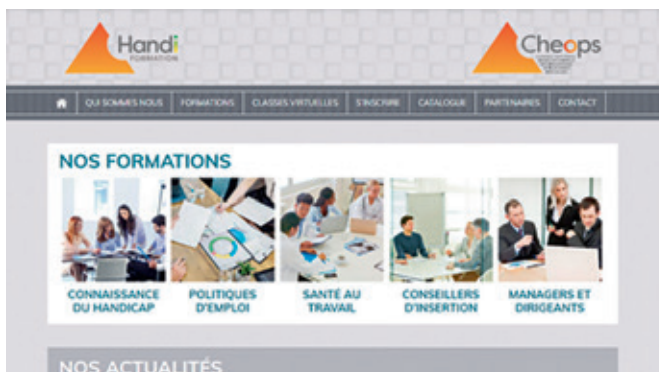 Handi
FORMATION
Cheops
QUI SOMMES NOUS
FORMATIONS
CLASSES VIRTUELLES
S'INSCRIRE
CATALOGUE
PARTENAIRES
CONTACT
NOS FORMATIONS
CONNAISSANCE
DU HANDICAP
POLITIQUES
D'EMPLOI
SANTÉ AU
TRAVAIL
CONSEILLERS
D'INSERTION
MANAGERS ET
DIRIGEANTS
NOS ACTUALITÉS